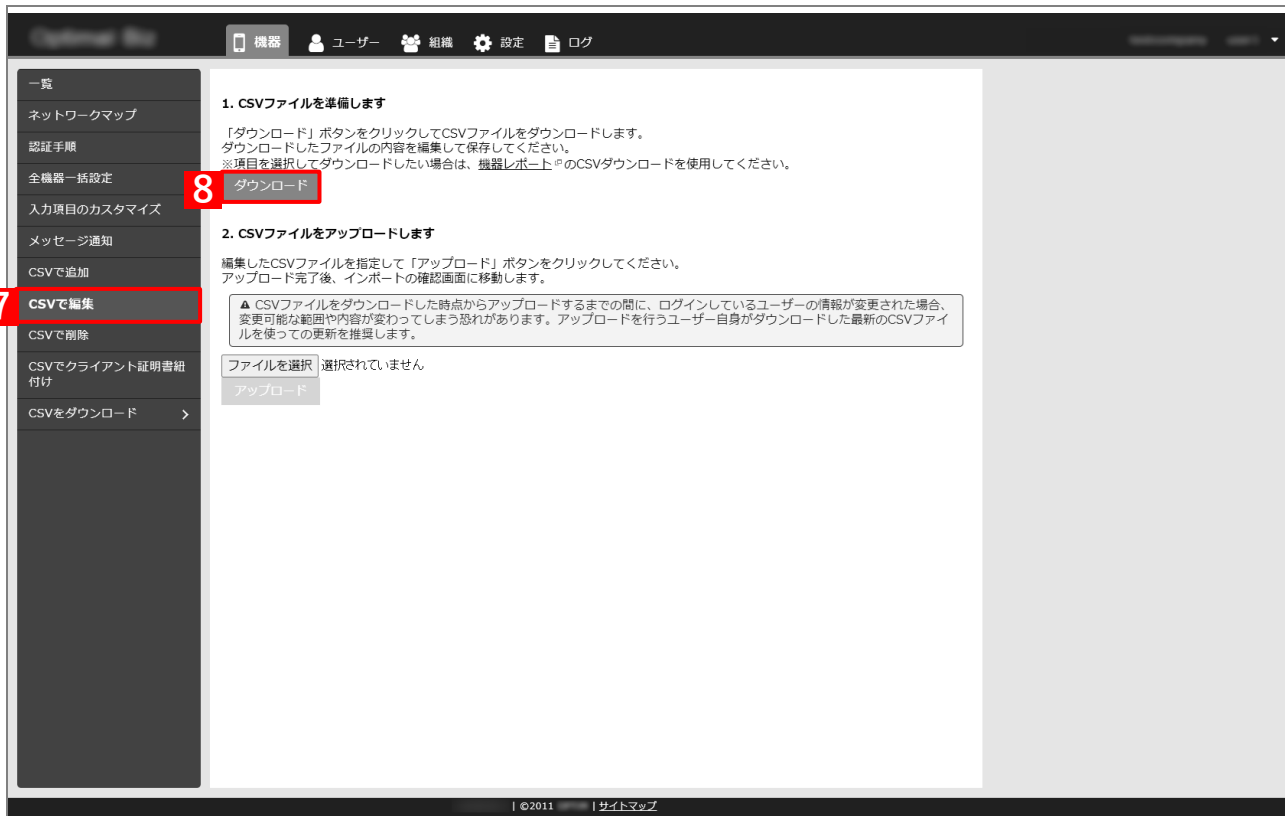 機器 ユーザー 組織 設定 ログ
一覧
ネットワークマップ
認証手順
全機器一括設定
入力項目のカスタマイズ
メッセージ通知
CSVで追加
7
CSVで編集
CSVで削除
CSVでクライアント証明書紐
付け
CSVをダウンロード
1. CSVファイルを準備します
「ダウンロード」ボタンをクリックしてCSVファイルをダウンロードします。
ダウンロードしたファイルの内容を編集して保存してください。
※項目を選択してダウンロードしたい場合は、機器レポートのCSVダウンロードを使用してください。
8
ダウンロード
2. CSVファイルをアップロードします
編集したCSVファイルを指定して「アップロード」ボタンをクリックしてください。
アップロード完了後、インポートの確認画面に移動します。
CSVファイルをダウンロードした時点からアップロードするまでの間に、ログインしているユーザーの情報が変更された場合、
変更可能な範囲や内容が変わってしまう恐れがあります。アップロードを行うユーザー自身がダウンロードした最新のCSVファイ
ルを使っての更新を推奨します。
ファイルを選択 選択されていません
アップロード
| ©2011 | サイトマップ